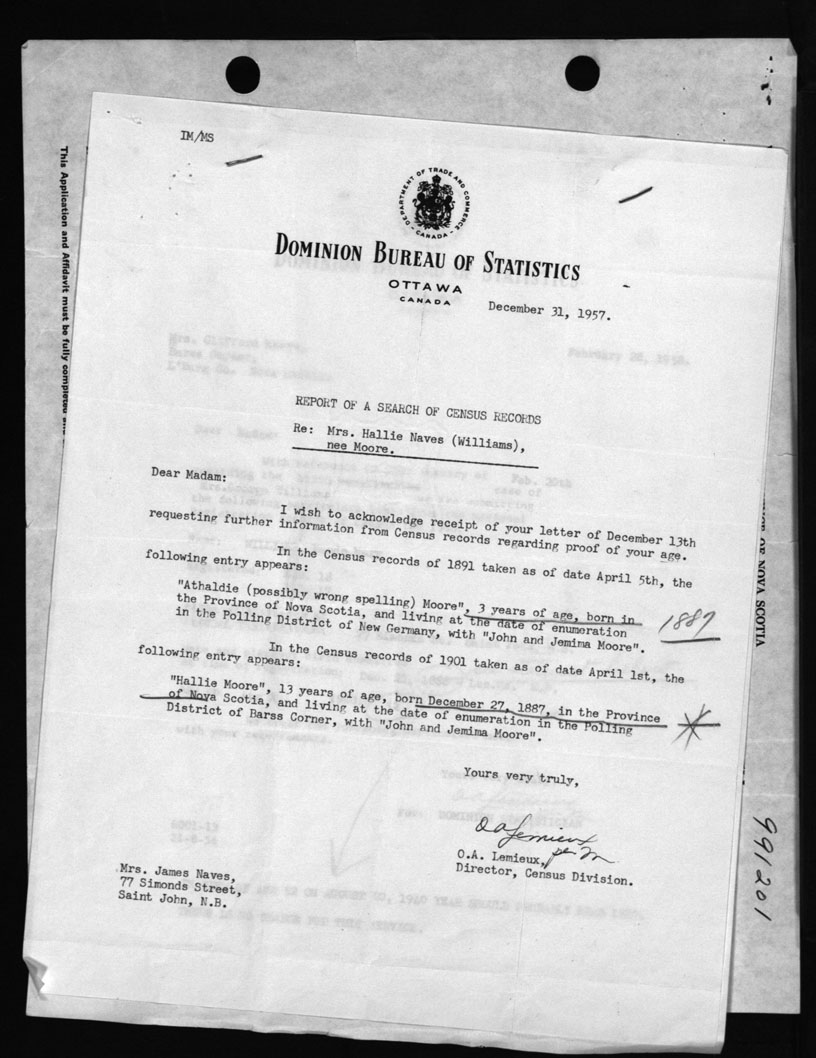 IM/MS
DEPARTMENT OF TRADE AND COMMERCE
CANADA
DOMINION BUREAU OF STATISTICS
OTTAWA
CANADA
December 31, 1957.
REPORT OF A SEARCH OF CENSUS RECORDS
Re: Mrs. Hallie Naves (Williams),
nee Moore.
Dear Madam:
I wish to acknowledge receipt of your letter of December 13th
requesting further information from Census records regarding proof of your age.
In the Census records of 1891 taken as of date April 5th, the
following entry appears:
"Athaldie (possibly wrong spelling) Moore", 3 years of age, born in
the Province of Nova Scotia, and living at the date of enumeration
in the Polling District of New Germany, with "John and Jemima Moore".
1887
In the Census records of 1901 taken as of date April 1st, the
following entry appears:
"Hallie Moore", 13 years of age, born December 27, 1887, in the Province
of Nova Scotia, and living at the date of enumeration in the Polling
District of Barss Corner, with "John and Jemima Moore".
Yours very truly,
O A Lemieux
per M
O.A. Lemieux,
Director, Census Division.
Mrs. James Naves,
77 Simonds Street,
Saint John, N.B.
This Application and Affidavit must be fully completed
OF NOVA SCOTIA
991201